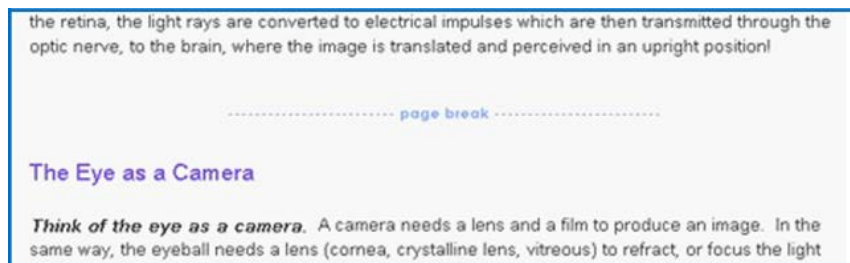 the retina, the light rays are converted to electrical impulses which are then transmitted through the
optic nerve, to the brain, where the image is translated and perceived in an upright position!
page break
The Eye as a Camera
Think of the eye as a camera. A camera needs a lens and a film to produce an image. In the
same way, the eyeball needs a lens (cornea, crystalline lens, vitreous) to refract, or focus the light